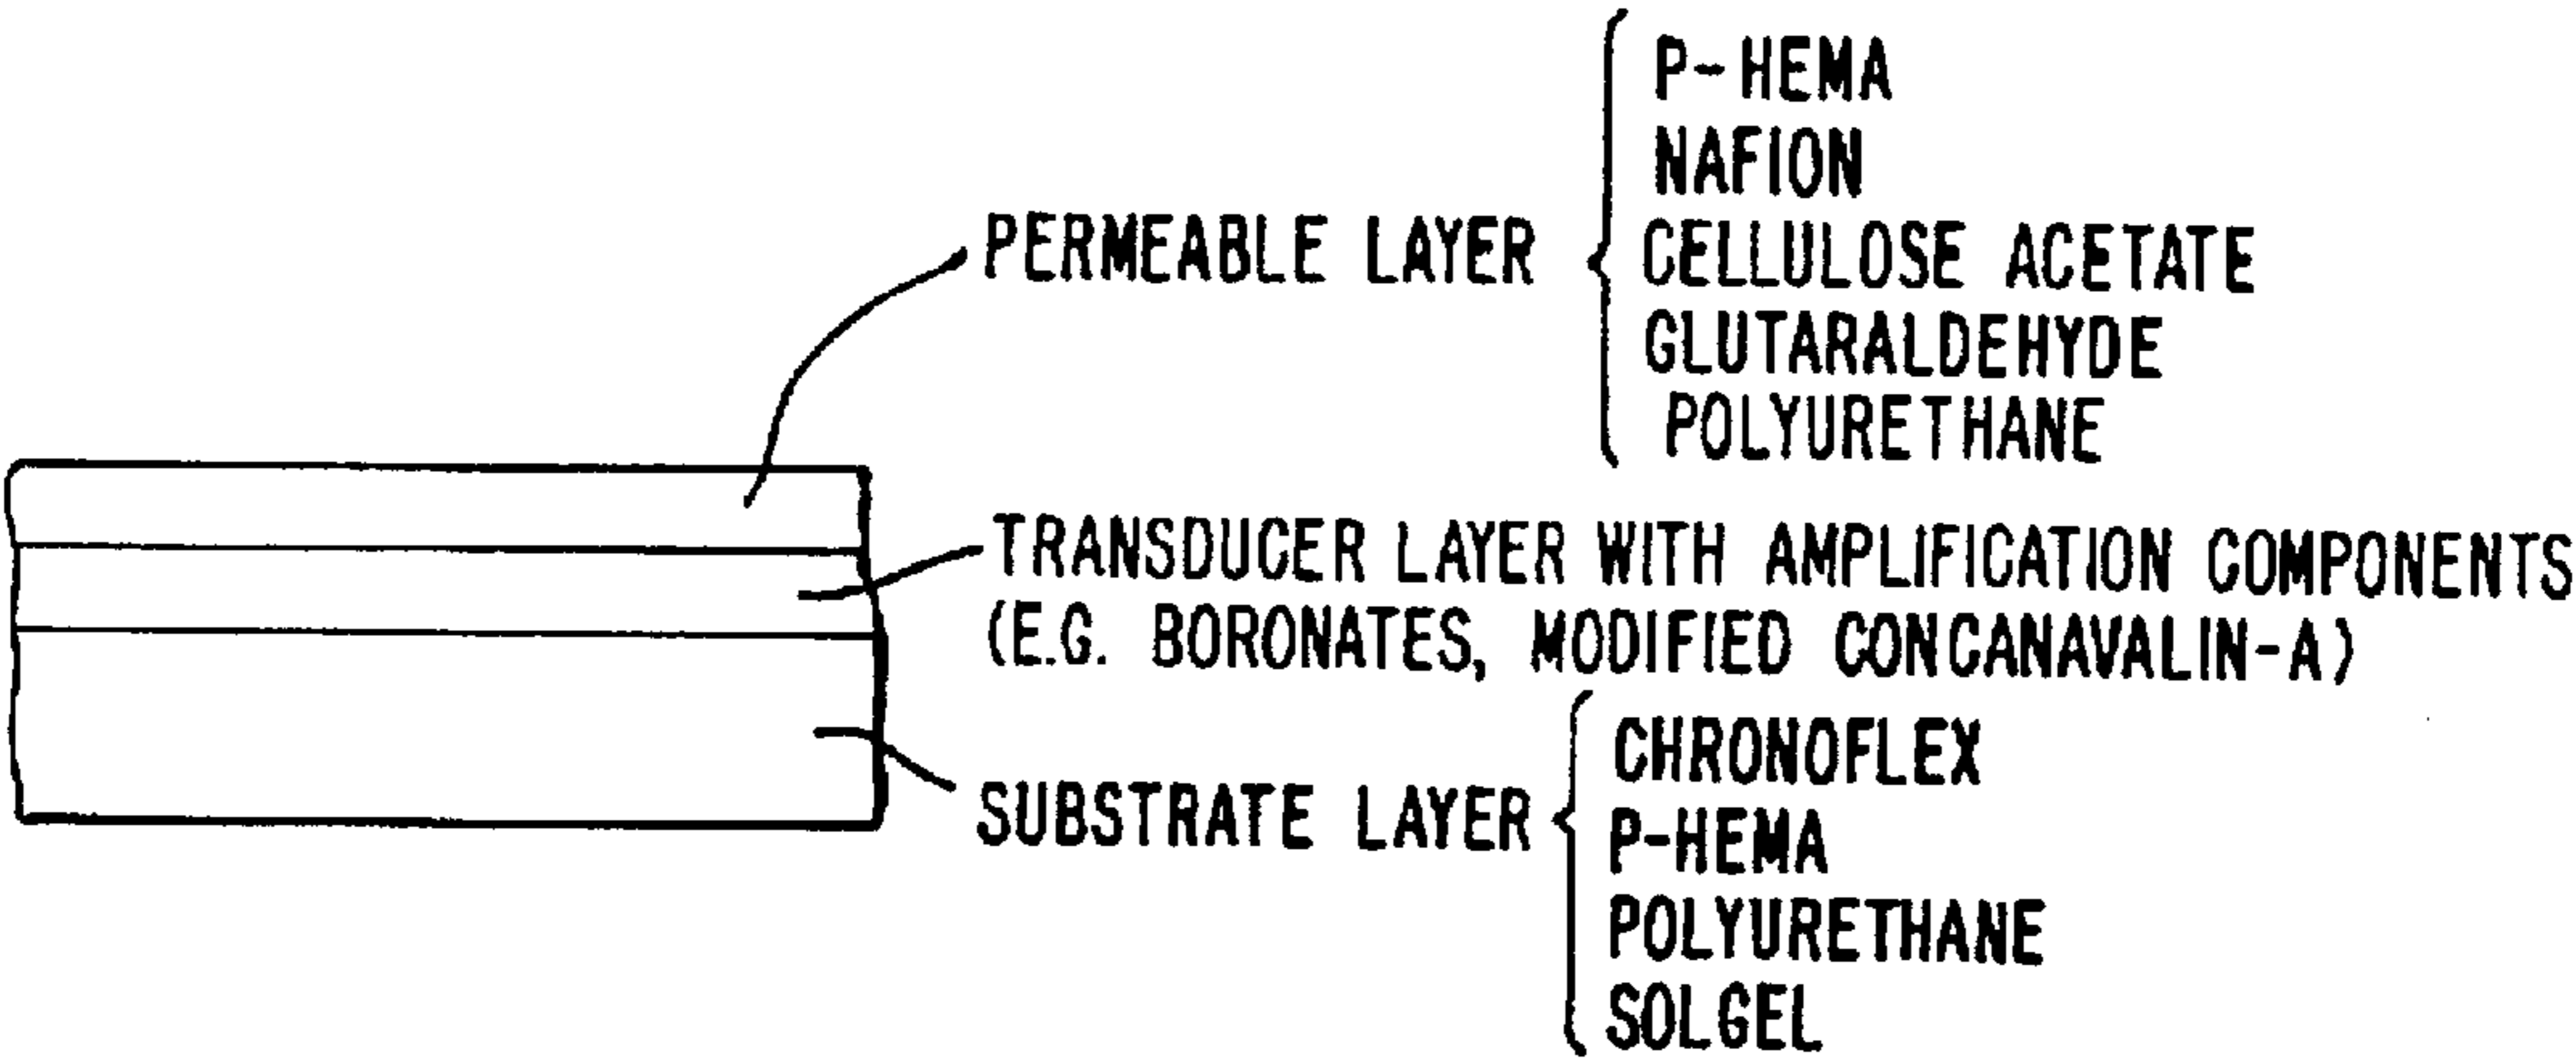 P-HEMA
NAFION
PERMEABLE LAYER
CELLULOSE ACETATE
GLUTARALDEHYDE
POLYURETHANE
TRANSDUCER LAYER WITH AMPLIFICATION COMPONENTS
(E.G. BORONATES, MODIFIED CONCANAVALIN-A)
CHRONOFLEX
SUBSTRATE LAYER
P-HEMA
POLYURETHANE
SOLGEL